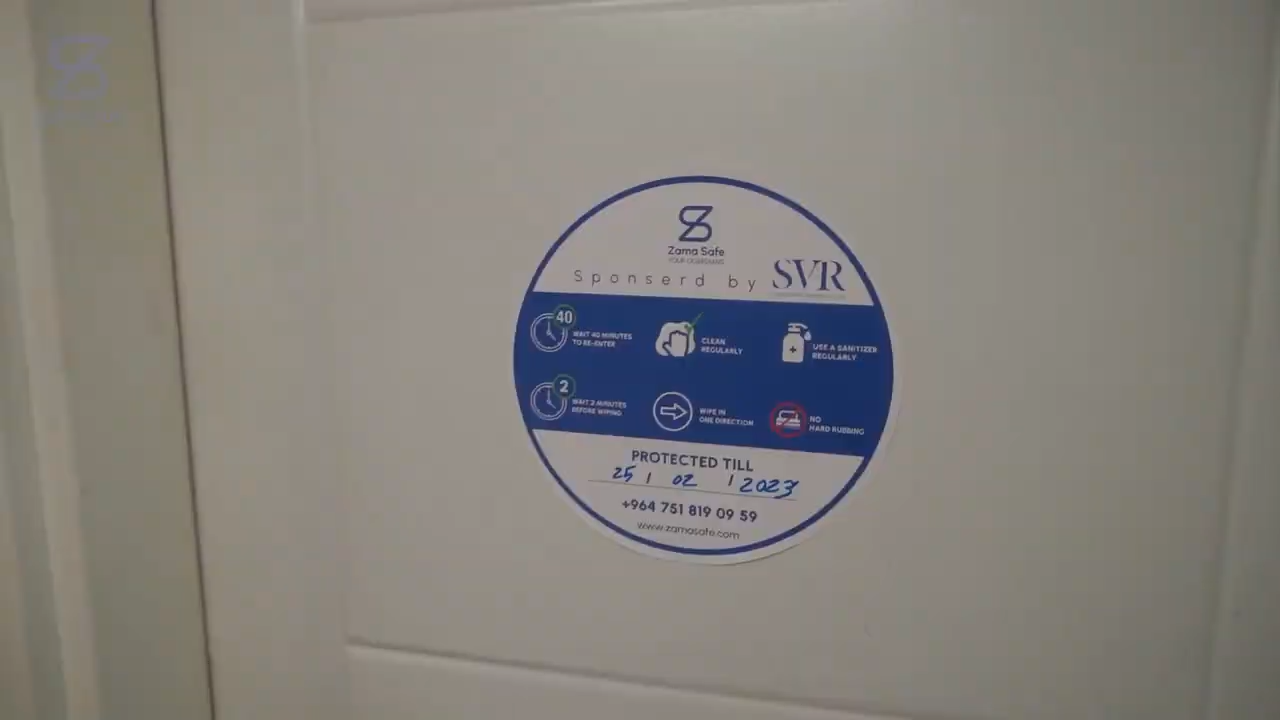 Zama Safe
YOUR GUARDIANS
Sponserd by SVR
40
WAIT 40 MINUTES
TO RE-ENTER
CLEAN
REGULARLY
USE A SANITIZER
REGULARLY
2
WAIT 2 MINUTES
BEFORE WIPING
WIPE IN
ONE DIRECTION
NO
HARD RUBBING
PROTECTED TILL
25 / 02 / 2023
+964 751 819 09 59
www.zamasafe.com